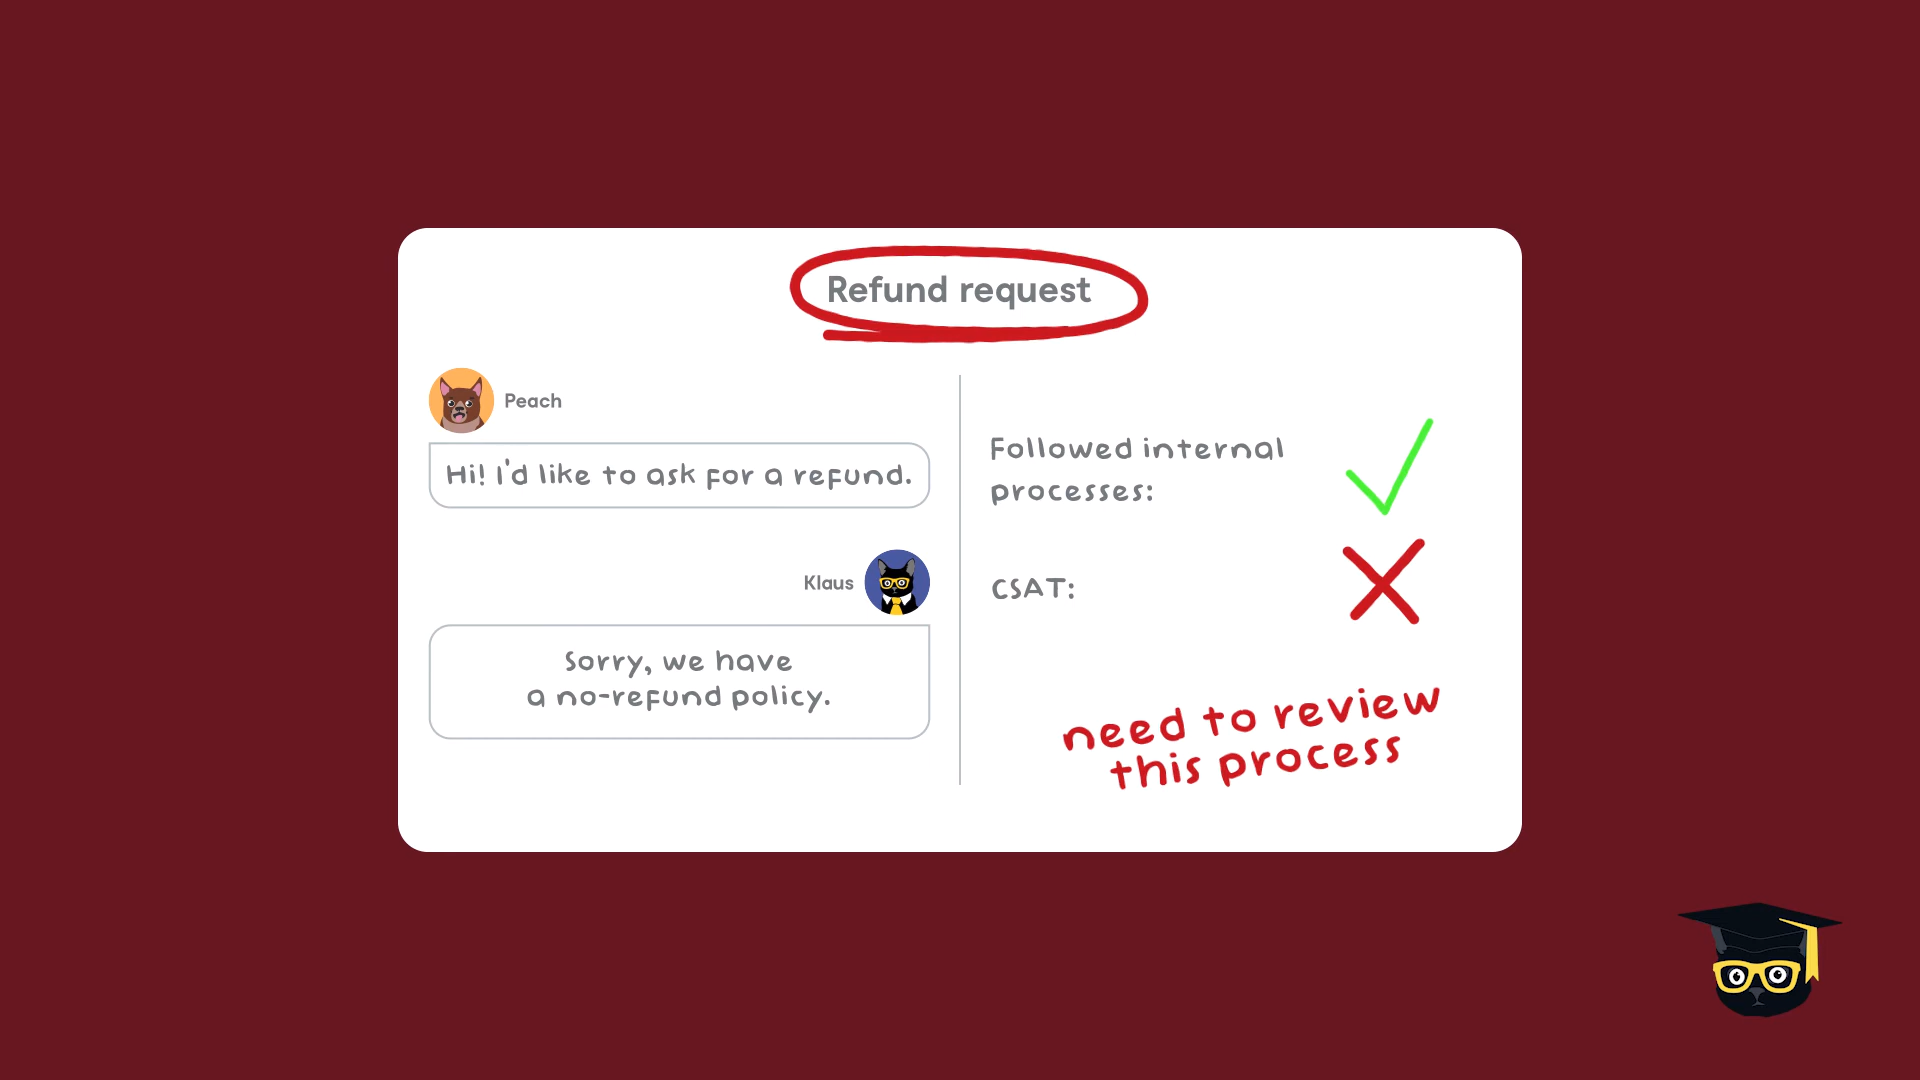 Refund request
Peach
Hi! I'd like to ask for a refund.
Klaus
Sorry, we have
a no-refund policy.
Followed internal
processes:
CSAT:
need to review
this process